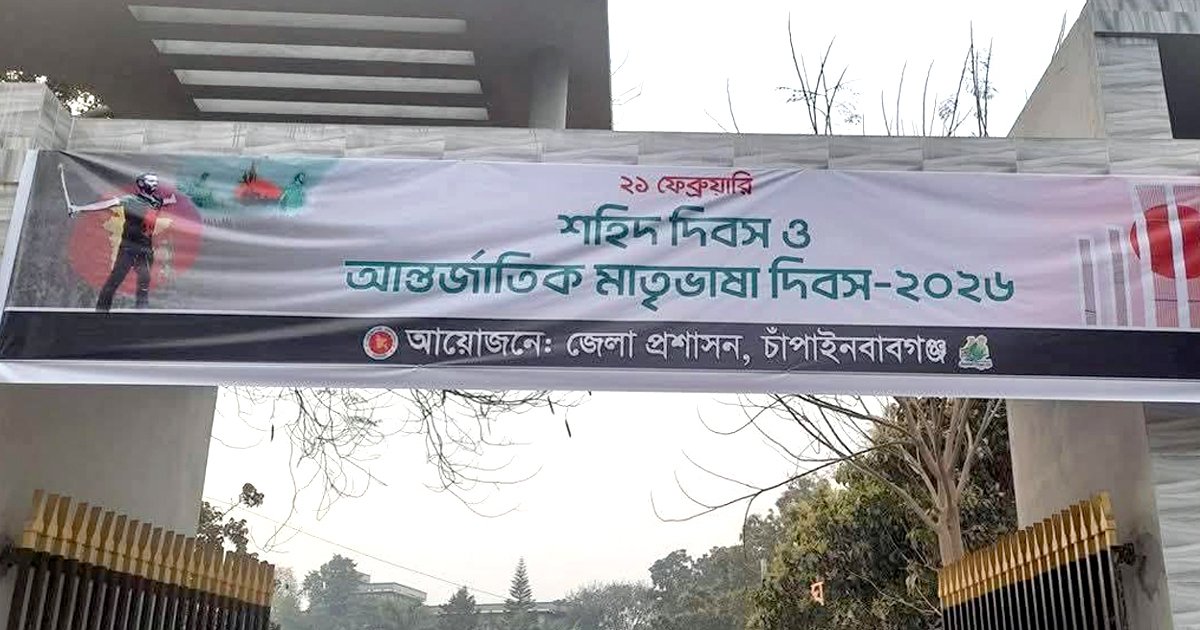 ২১ ফেব্রুয়ারি
শহিদ দিবস ও
আন্তর্জাতিক মাতৃভাষা দিবস-২০২৬
আয়োজনে: জেলা প্রশাসন, চাঁপাইনবাবগঞ্জ
ঘ